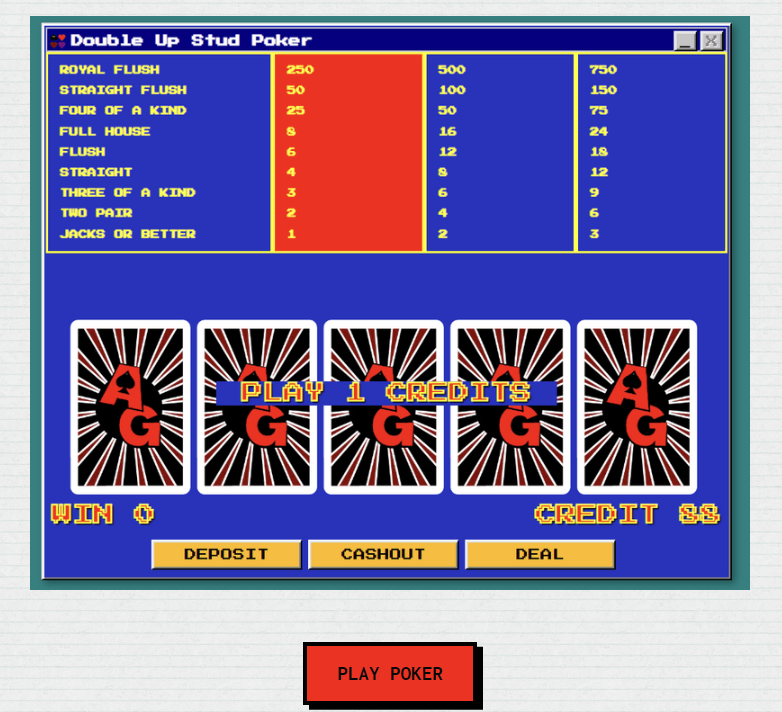 Double Up Stud Poker
ROYAL FLUSH 250 500 750
STRAIGHT FLUSH 50 100 150
FOUR OF A KIND 25 50 75
FULL HOUSE 8 16 24
FLUSH 6 12 18
STRAIGHT 4 8 12
THREE OF A KIND 3 6 9
TWO PAIR 2 4 6
JACKS OR BETTER 1 2 3
AG AG AG AG AG
PLAY 1 CREDITS
WIN 0 CREDIT 88
DEPOSIT CASHOUT DEAL
PLAY POKER